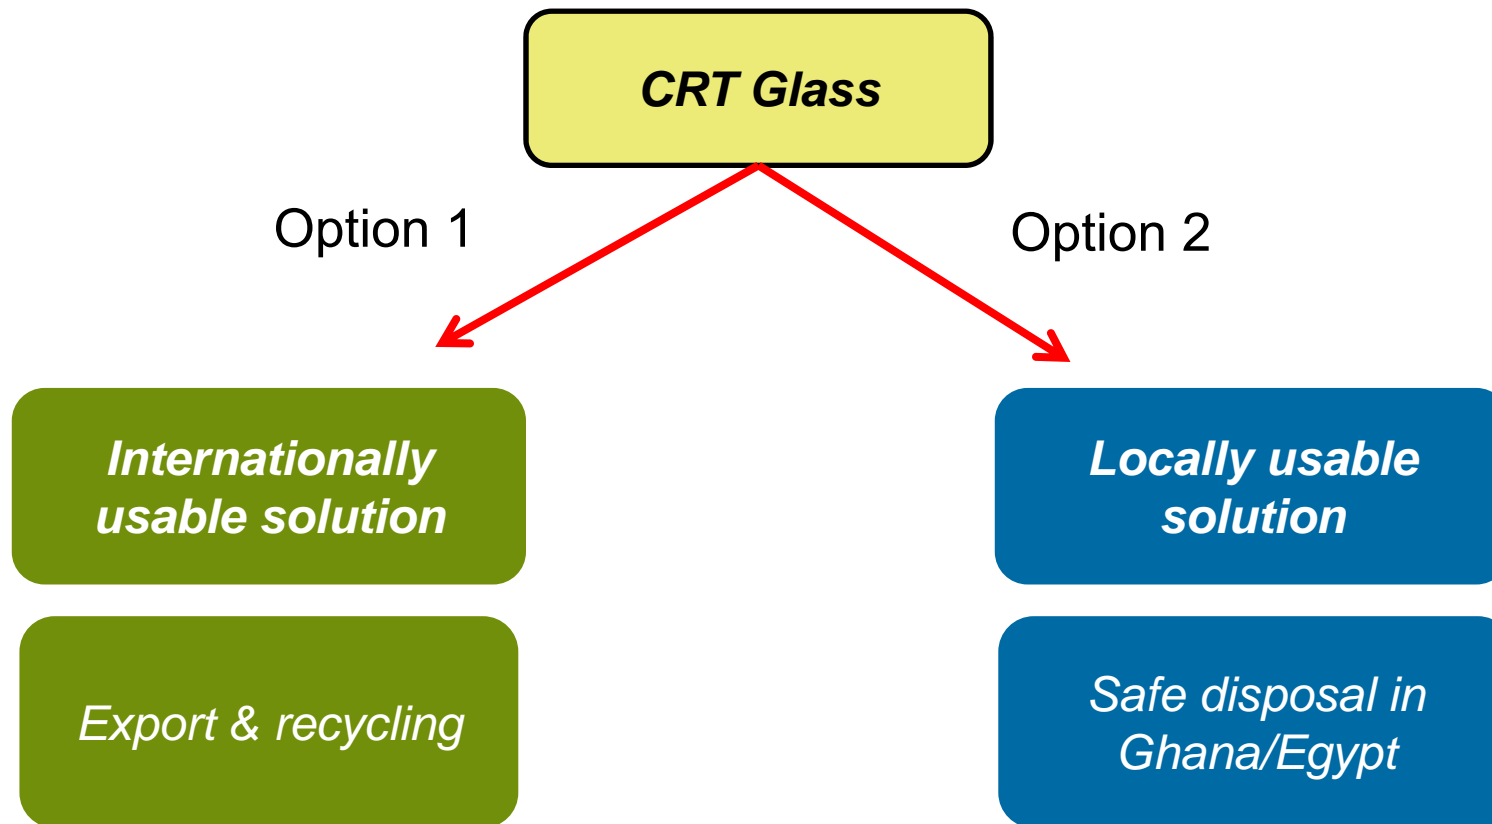 CRT Glass
Option 1
Option 2
Internationally
usable solution
Locally usable
solution
Export & recycling
Safe disposal in
Ghana/Egypt